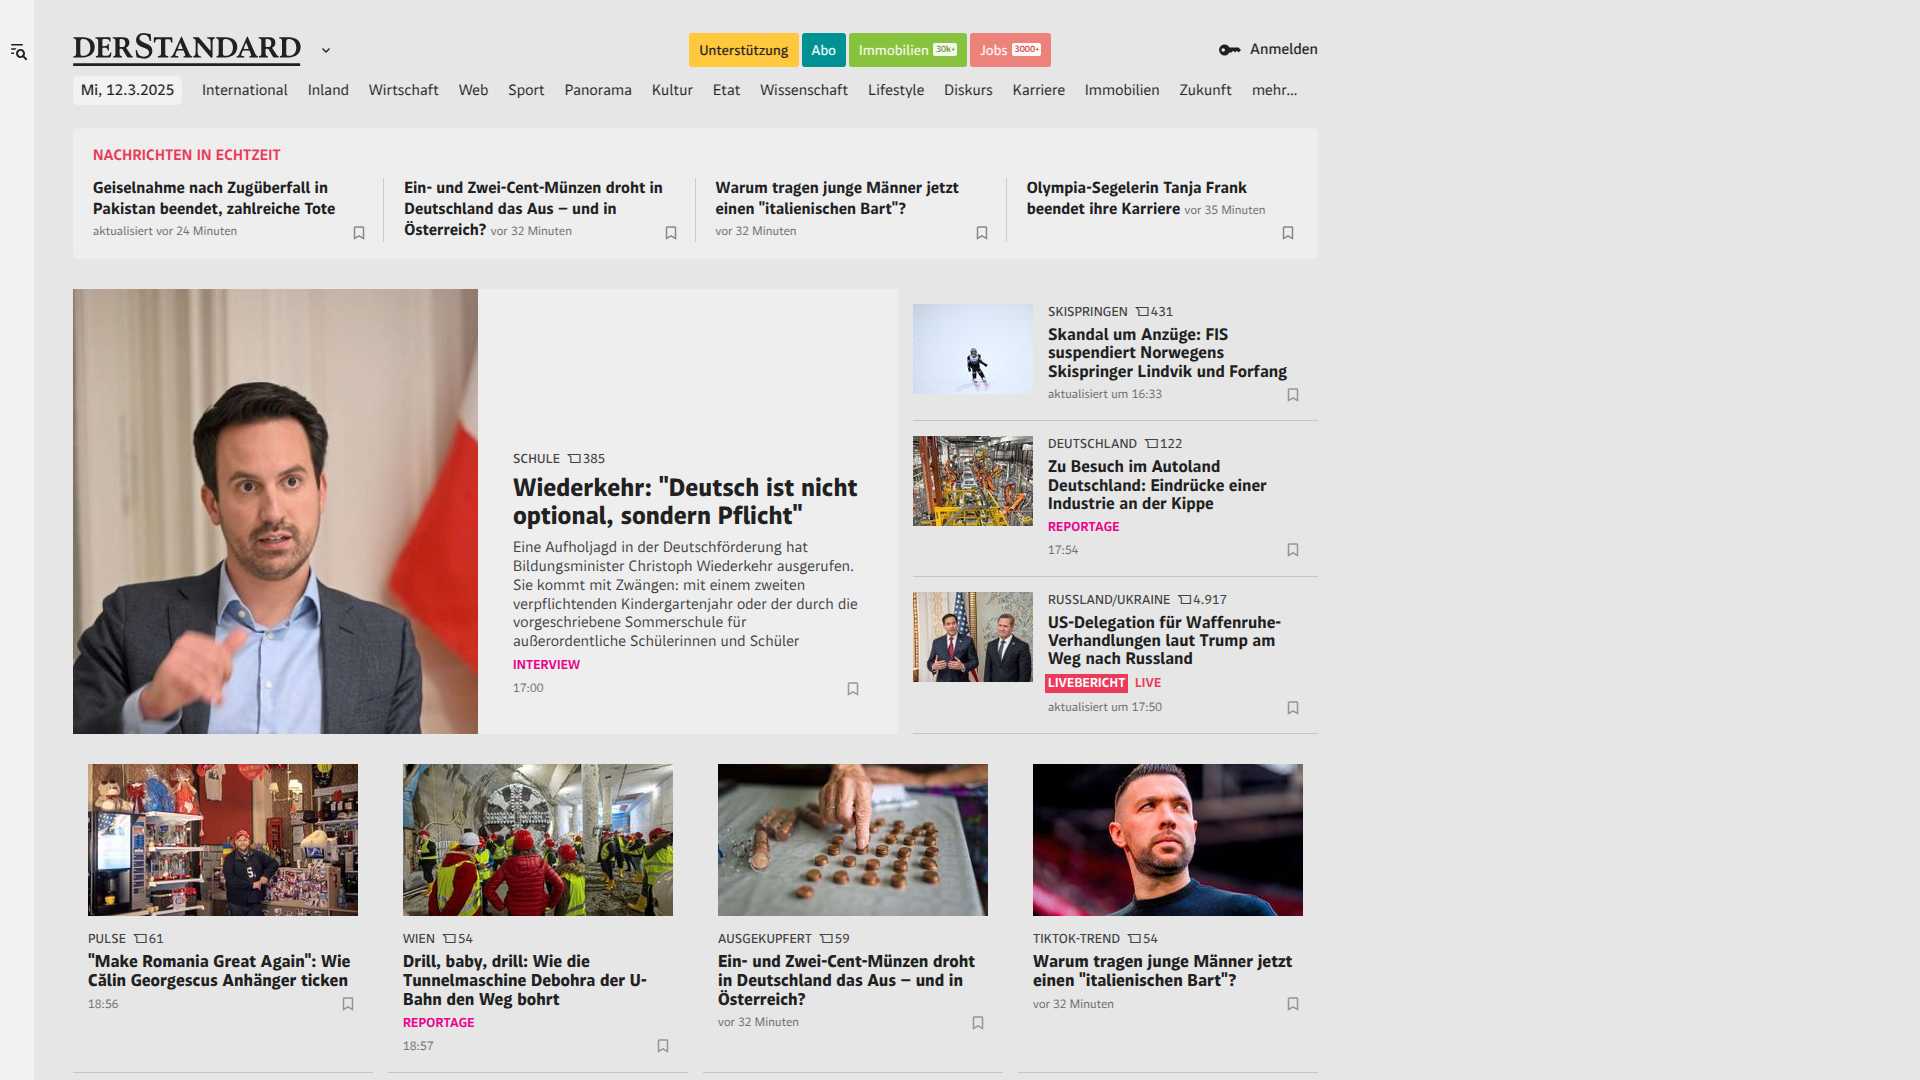 DERSTANDARD
Unterstützung
Abo
Immobilien 30k+
Jobs 3000+
Anmelden
Mi, 12.3.2025
International
Inland
Wirtschaft
Web
Sport
Panorama
Kultur
Etat
Wissenschaft
Lifestyle
Diskurs
Karriere
Immobilien
Zukunft
mehr...
NACHRICHTEN IN ECHTZEIT
Geiselnahme nach Zugüberfall in
Pakistan beendet, zahlreiche Tote
aktualisiert vor 24 Minuten
Ein- und Zwei-Cent-Münzen droht in
Deutschland das Aus – und in
Österreich? vor 32 Minuten
Warum tragen junge Männer jetzt
einen "italienischen Bart"?
vor 32 Minuten
Olympia-Segelerin Tanja Frank
beendet ihre Karriere vor 35 Minuten
SCHULE 385
Wiederkehr: "Deutsch ist nicht
optional, sondern Pflicht"
Eine Aufholjagd in der Deutschförderung hat
Bildungsminister Christoph Wiederkehr ausgerufen.
Sie kommt mit Zwängen: mit einem zweiten
verpflichtenden Kindergartenjahr oder der durch die
vorgeschriebene Sommerschule für
außerordentliche Schülerinnen und Schüler
INTERVIEW
17:00
SKISPRINGEN 431
Skandal um Anzüge: FIS
suspendiert Norwegens
Skispringer Lindvik und Forfang
aktualisiert um 16:33
DEUTSCHLAND 122
Zu Besuch im Autoland
Deutschland: Eindrücke einer
Industrie an der Kippe
REPORTAGE
17:54
RUSSLAND/UKRAINE 4.917
US-Delegation für Waffenruhe-
Verhandlungen laut Trump am
Weg nach Russland
LIVEBERICHT LIVE
aktualisiert um 17:50
PULSE 61
"Make Romania Great Again": Wie
Călin Georgescus Anhänger ticken
18:56
WIEN 54
Drill, baby, drill: Wie die
Tunnelmaschine Debohra der U-
Bahn den Weg bohrt
REPORTAGE
18:57
AUSGEKUPFERT 59
Ein- und Zwei-Cent-Münzen droht
in Deutschland das Aus – und in
Österreich?
vor 32 Minuten
TIKTOK-TREND 54
Warum tragen junge Männer jetzt
einen "italienischen Bart"?
vor 32 Minuten